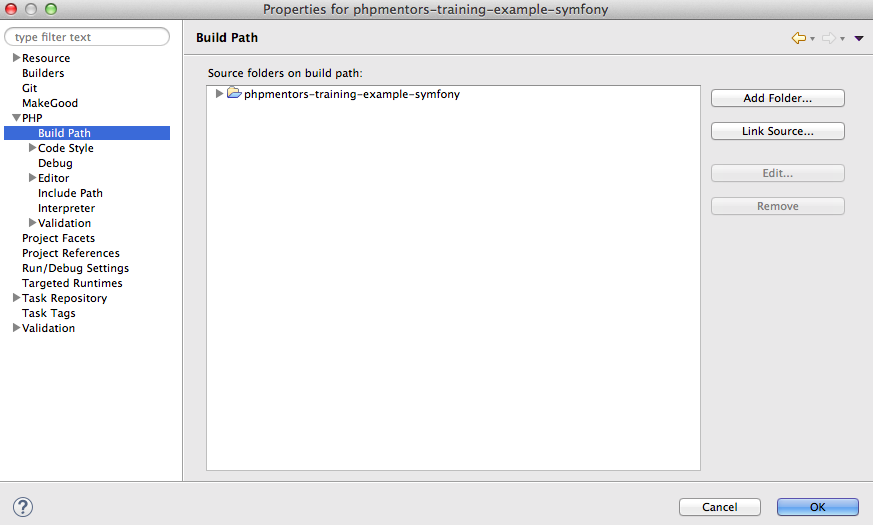 Properties for phpmentors-training-example-symfony
type filter text
Resource
Builders
Git
MakeGood
PHP
Build Path
Code Style
Debug
Editor
Include Path
Interpreter
Validation
Project Facets
Project References
Run/Debug Settings
Targeted Runtimes
Task Repository
Task Tags
Validation
Build Path
Source folders on build path:
phpmentors-training-example-symfony
Add Folder...
Link Source...
Edit...
Remove
?
Cancel
OK